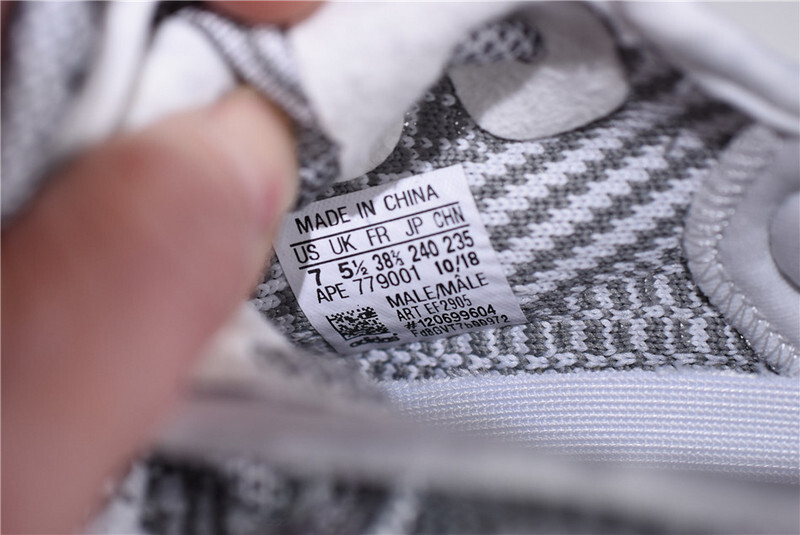 MADE IN CHINA
US UK FR JP CHN
7 5½ 38⅔ 240 235
APE 779001 10/18
MALE/MÂLE
ART EF2905
#120699604
adidas